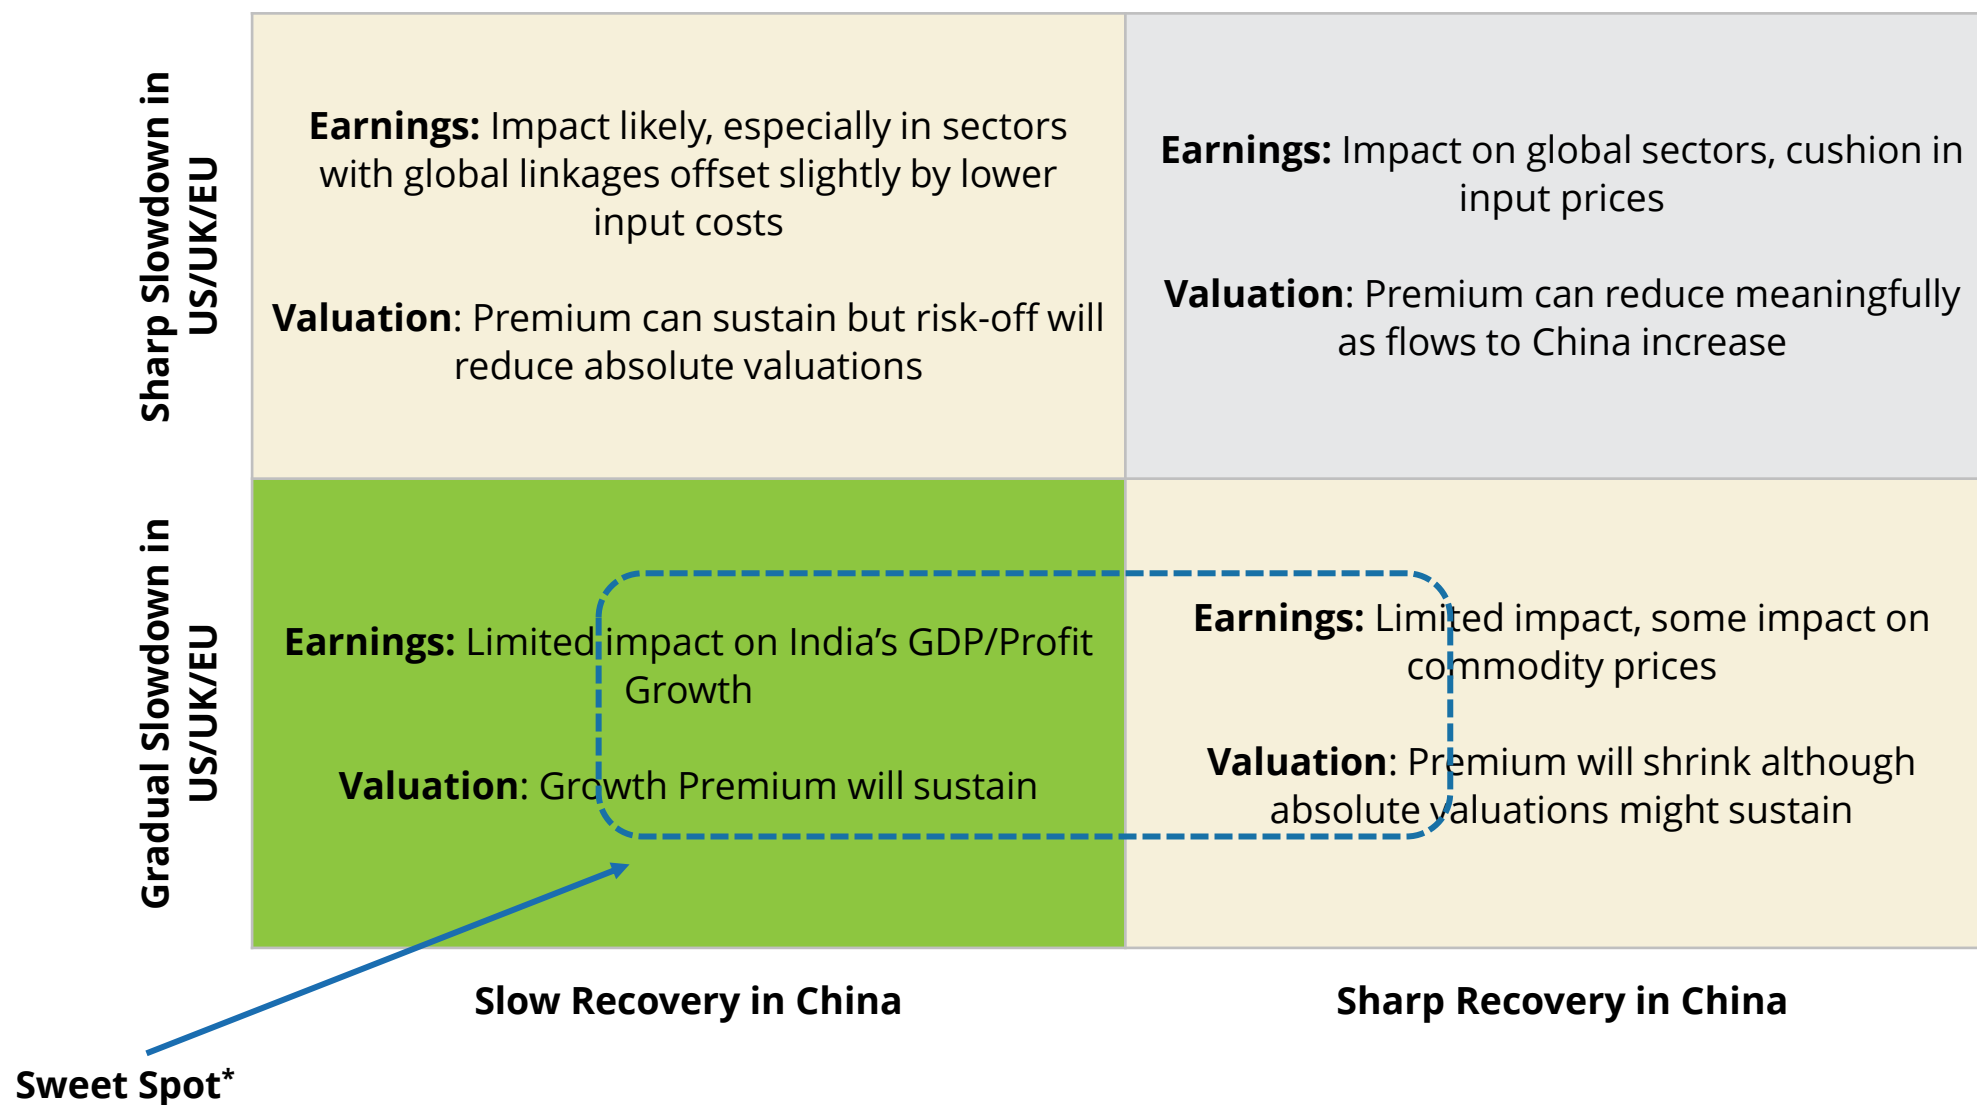 Sharp Slowdown in
US/UK/EU
Earnings: Impact likely, especially in sectors
with global linkages offset slightly by lower
input costs
Valuation: Premium can sustain but risk-off will
reduce absolute valuations
Earnings: Impact on global sectors, cushion in
input prices
Valuation: Premium can reduce meaningfully
as flows to China increase
Gradual Slowdown in
US/UK/EU
Earnings: Limited impact on India’s GDP/Profit
Growth
Valuation: Growth Premium will sustain
Earnings: Limited impact, some impact on
commodity prices
Valuation: Premium will shrink although
absolute valuations might sustain
Slow Recovery in China
Sharp Recovery in China
Sweet Spot*